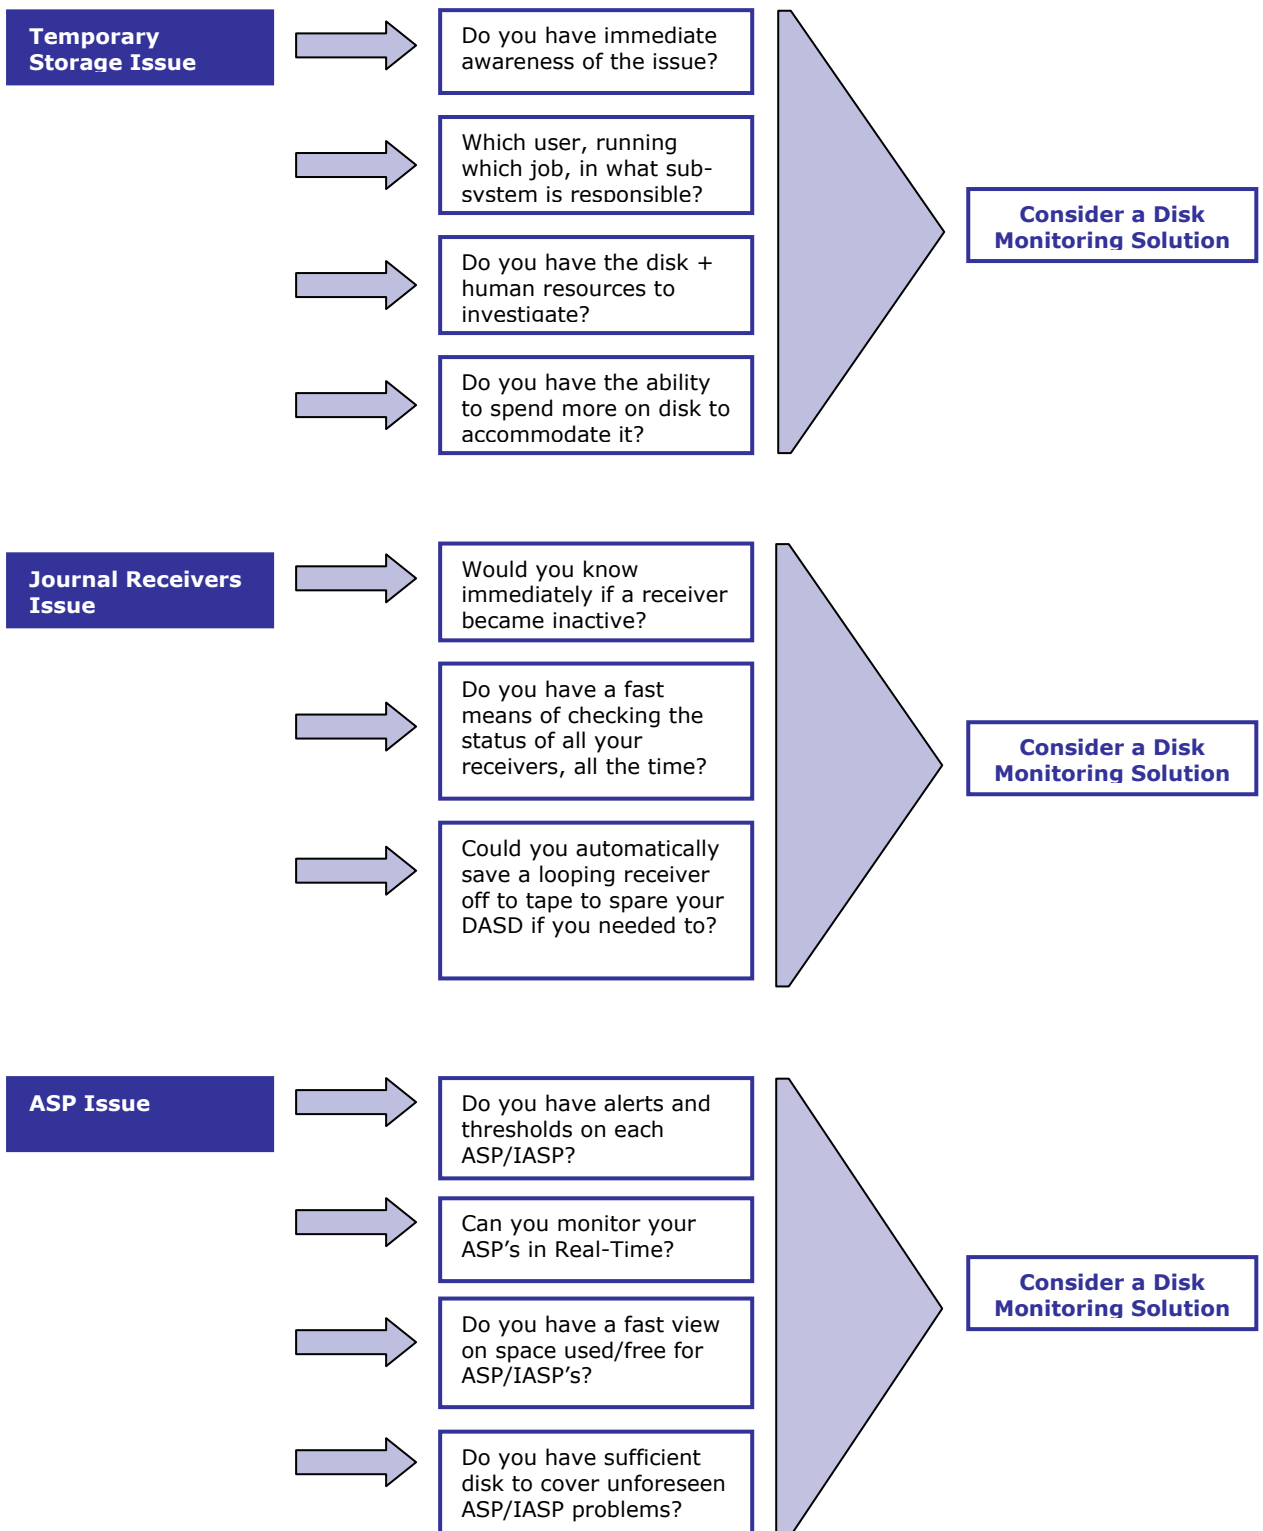 Temporary
Storage Issue
Do you have immediate
awareness of the issue?
Which user, running
which job, in what sub-
system is responsible?
Do you have the disk +
human resources to
investigate?
Do you have the ability
to spend more on disk to
accommodate it?
Consider a Disk
Monitoring Solution
Journal Receivers
Issue
Would you know
immediately if a receiver
became inactive?
Do you have a fast
means of checking the
status of all your
receivers, all the time?
Could you automatically
save a looping receiver
off to tape to spare your
DASD if you needed to?
Consider a Disk
Monitoring Solution
ASP Issue
Do you have alerts and
thresholds on each
ASP/IASP?
Can you monitor your
ASP’s in Real-Time?
Do you have a fast view
on space used/free for
ASP/IASP’s?
Do you have sufficient
disk to cover unforeseen
ASP/IASP problems?
Consider a Disk
Monitoring Solution